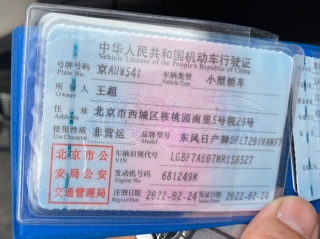 中华人民共和国机动车行驶证
Vehicle License of the People's Republic of China
号牌号码 京AUW541 车辆类型 小型轿车
Plate No. Vehicle Type
所有人 王超
Owner
住址 北京市西城区核桃园南里5号院29号
Address
使用性质 非营运 品牌型号 东风日产牌DFL7201VANF7
Use Character Model
北京市公安局公安交通管理局
车辆识别代号 LGBF7AE07MR158527
VIN
发动机号码 681249M
Engine No.
注册日期 2022-02-24 发证日期 2022-02-24
Register Date Issue Date